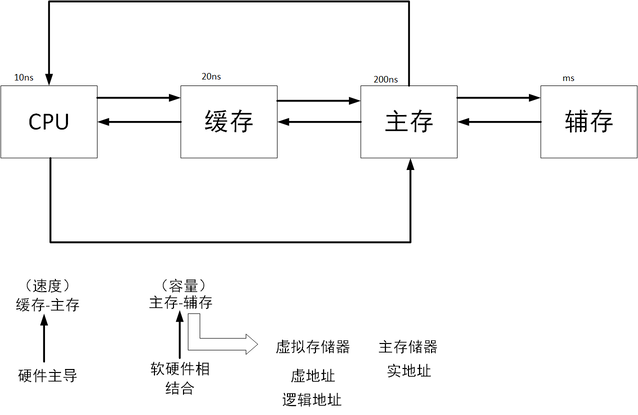 10ns
20ns
200ns
ms
CPU
缓存
主存
辅存
（速度）
缓存-主存
硬件主导
（容量）
主存-辅存
软硬件相
结合
虚拟存储器
虚地址
逻辑地址
主存储器
实地址